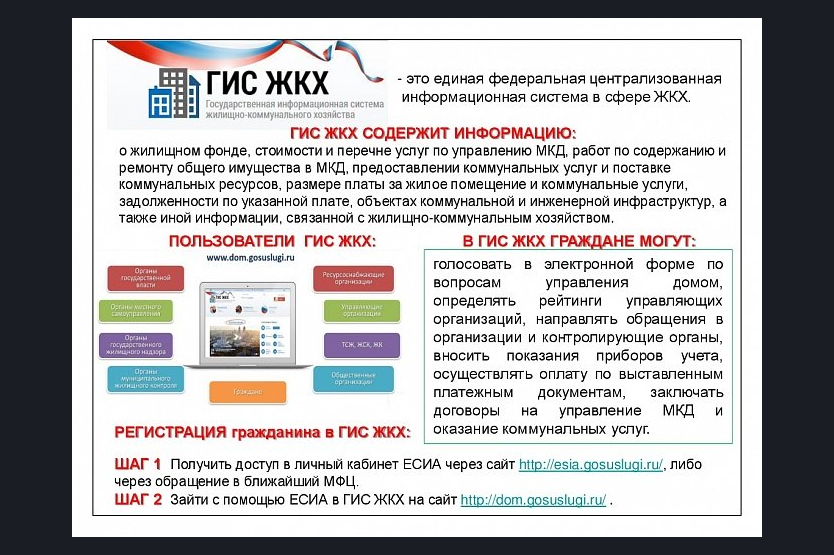 ГИС ЖКХ
Государственная информационная система
жилищно-коммунального хозяйства
- это единая федеральная централизованная
информационная система в сфере ЖКХ.
ГИС ЖКХ СОДЕРЖИТ ИНФОРМАЦИЮ:
о жилищном фонде, стоимости и перечне услуг по управлению МКД, работ по содержанию и
ремонту общего имущества в МКД, предоставлении коммунальных услуг и поставке
коммунальных ресурсов, размере платы за жилое помещение и коммунальные услуги,
задолженности по указанной плате, объектах коммунальной и инженерной инфраструктур, а
также иной информации, связанной с жилищно-коммунальным хозяйством.
ПОЛЬЗОВАТЕЛИ ГИС ЖКХ:
www.dom.gosuslugi.ru
Органы
государственной
власти
Органы местного
самоуправления
Органы
государственного
жилищного надзора
Органы
муниципального
жилищного контроля
ГИС ЖКХ
Граждане
Ресурсоснабжающие
организации
Управляющие
организации
ТСЖ, ЖСК, ЖК
Общественные
организации
В ГИС ЖКХ ГРАЖДАНЕ МОГУТ:
голосовать в электронной форме по
вопросам управления домом,
определять рейтинги управляющих
организаций, направлять обращения в
организации и контролирующие органы,
вносить показания приборов учета,
осуществлять оплату по выставленным
платежным документам, заключать
договоры на управление МКД и
оказание коммунальных услуг.
РЕГИСТРАЦИЯ гражданина в ГИС ЖКХ:
ШАГ 1 Получить доступ в личный кабинет ЕСИА через сайт http://esia.gosuslugi.ru/, либо
через обращение в ближайший МФЦ.
ШАГ 2 Зайти с помощью ЕСИА в ГИС ЖКХ на сайт http://dom.gosuslugi.ru/ .